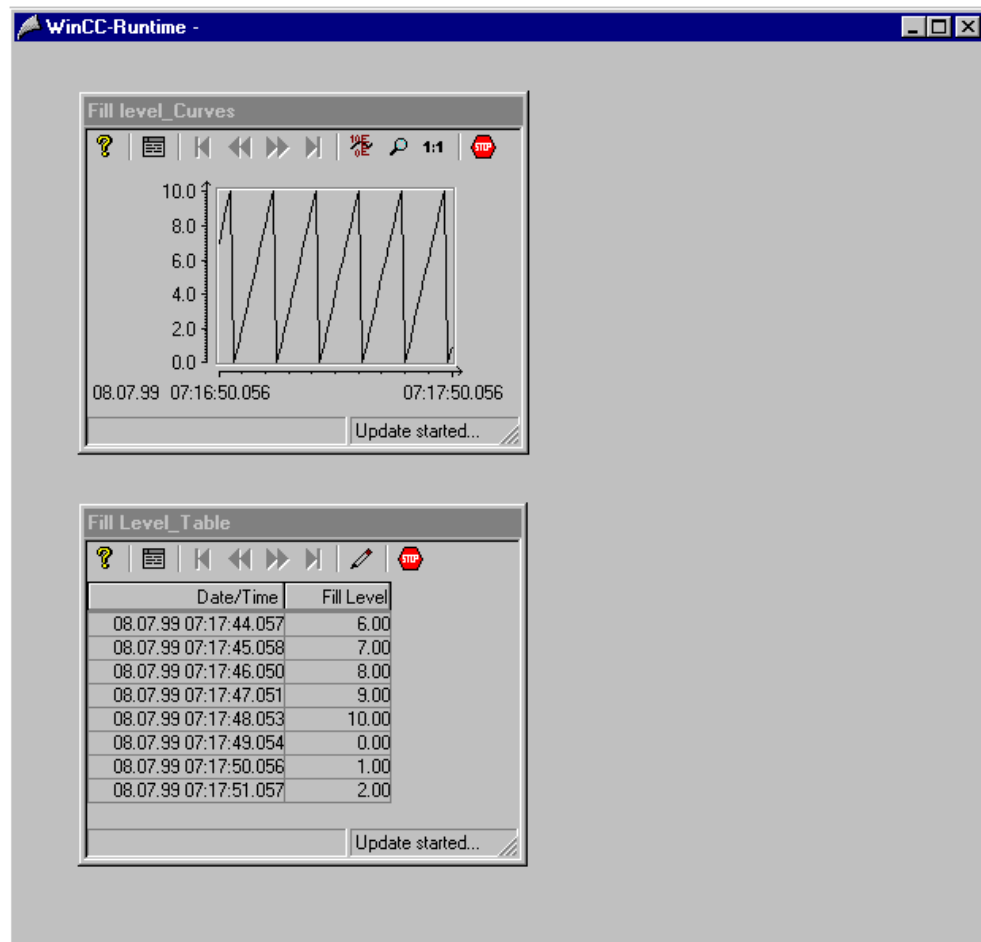 WinCC-Runtime -
Fill level_Curves
1:1 STOP
10.0
8.0
6.0
4.0
2.0
0.0
08.07.99 07:16:50.056 07:17:50.056
Update started...
Fill Level_Table
STOP
Date/Time Fill Level
08.07.99 07:17:44.057 6.00
08.07.99 07:17:45.058 7.00
08.07.99 07:17:46.050 8.00
08.07.99 07:17:47.051 9.00
08.07.99 07:17:48.053 10.00
08.07.99 07:17:49.054 0.00
08.07.99 07:17:50.056 1.00
08.07.99 07:17:51.057 2.00
Update started...